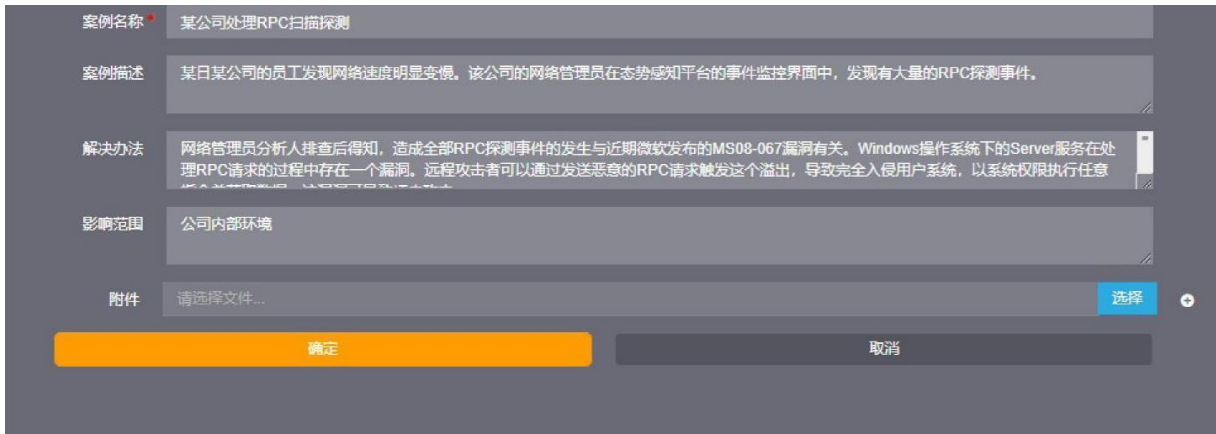 案例名称* 某公司处理RPC扫描探测
案例描述 某日某公司的员工发现网络速度明显变慢。该公司的网络管理员在态势感知平台的事件监控界面中，发现有大量的RPC探测事件。
解决办法 网络管理员分析人排查后得知，造成全部RPC探测事件的发生与近期微软发布的MS08-067漏洞有关。Windows操作系统下的Server服务在处
理RPC请求的过程中存在一个漏洞。远程攻击者可以通过发送恶意的RPC请求触发这个溢出，导致完全入侵用户系统，以系统权限执行任意
影响范围 公司内部环境
附件 请选择文件... 选择
确定 取消